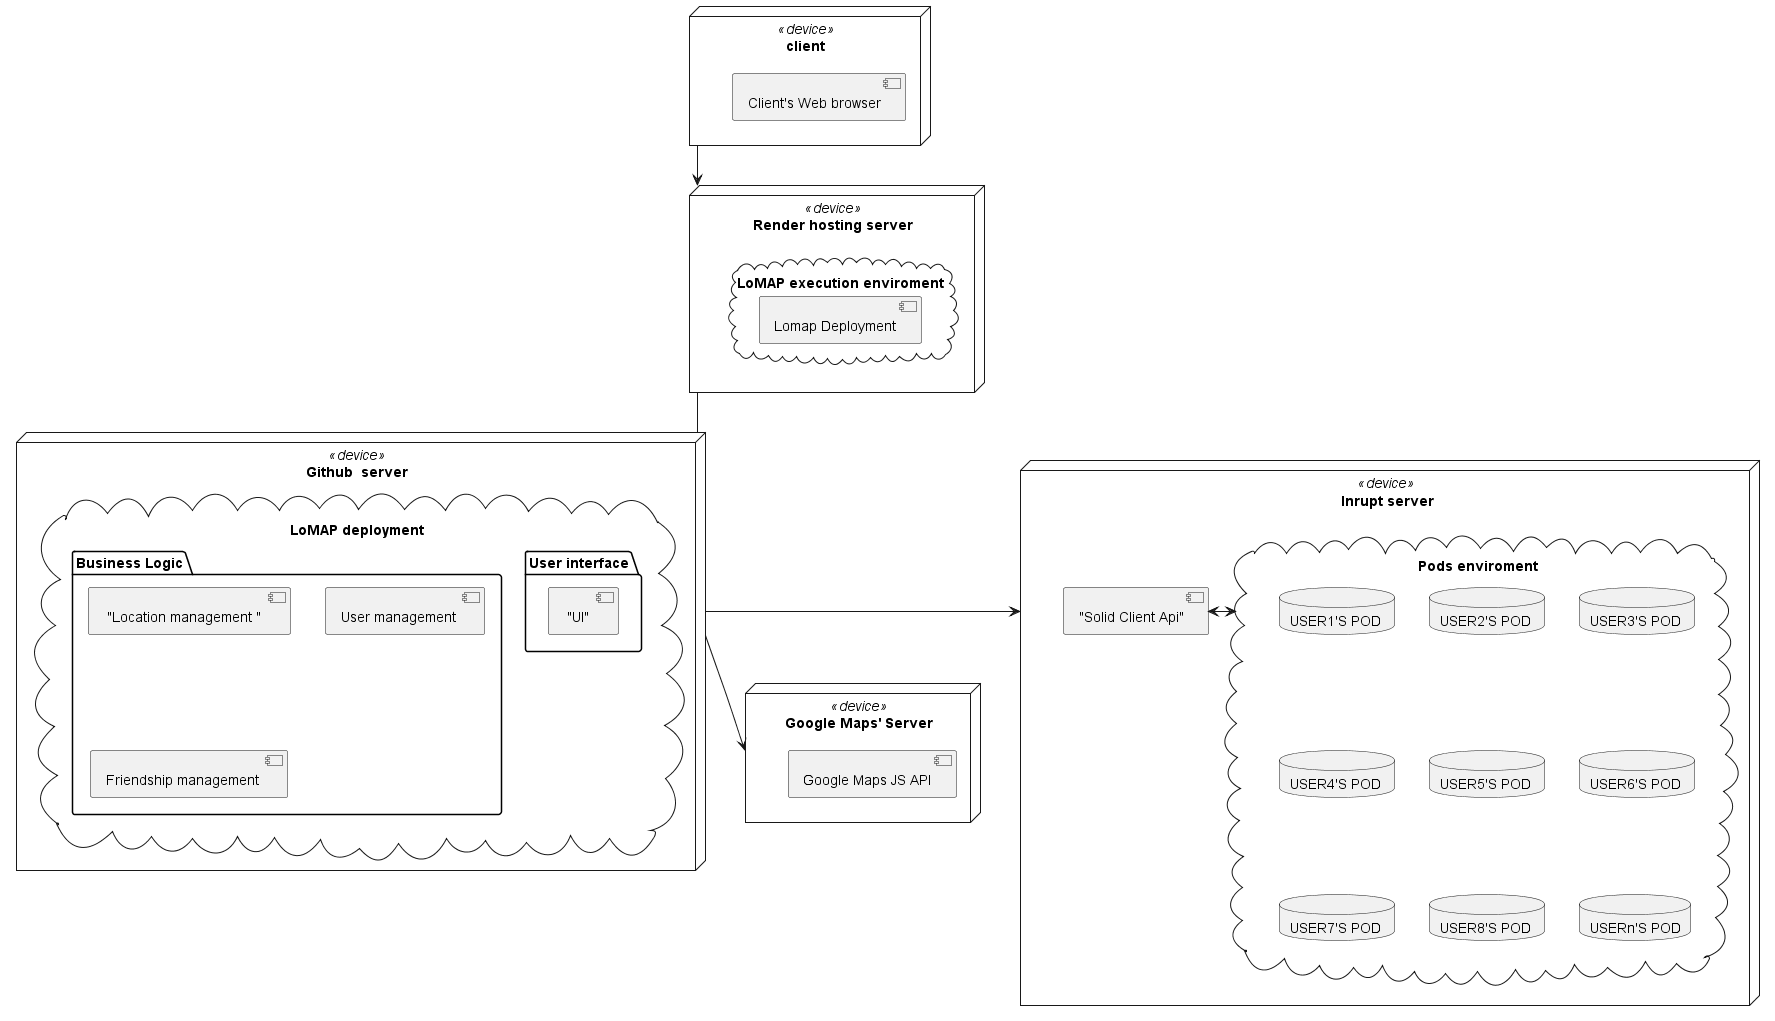 «device»
client
Client's Web browser
«device»
Render hosting server
LoMAP execution enviroment
Lomap Deployment
«device»
Github  server
LoMAP deployment
Business Logic
"Location management "
User management
Friendship management
User interface
"UI"
«device»
Google Maps' Server
Google Maps JS API
«device»
Inrupt server
"Solid Client Api"
Pods enviroment
USER1'S POD
USER2'S POD
USER3'S POD
USER4'S POD
USER5'S POD
USER6'S POD
USER7'S POD
USER8'S POD
USERn'S POD